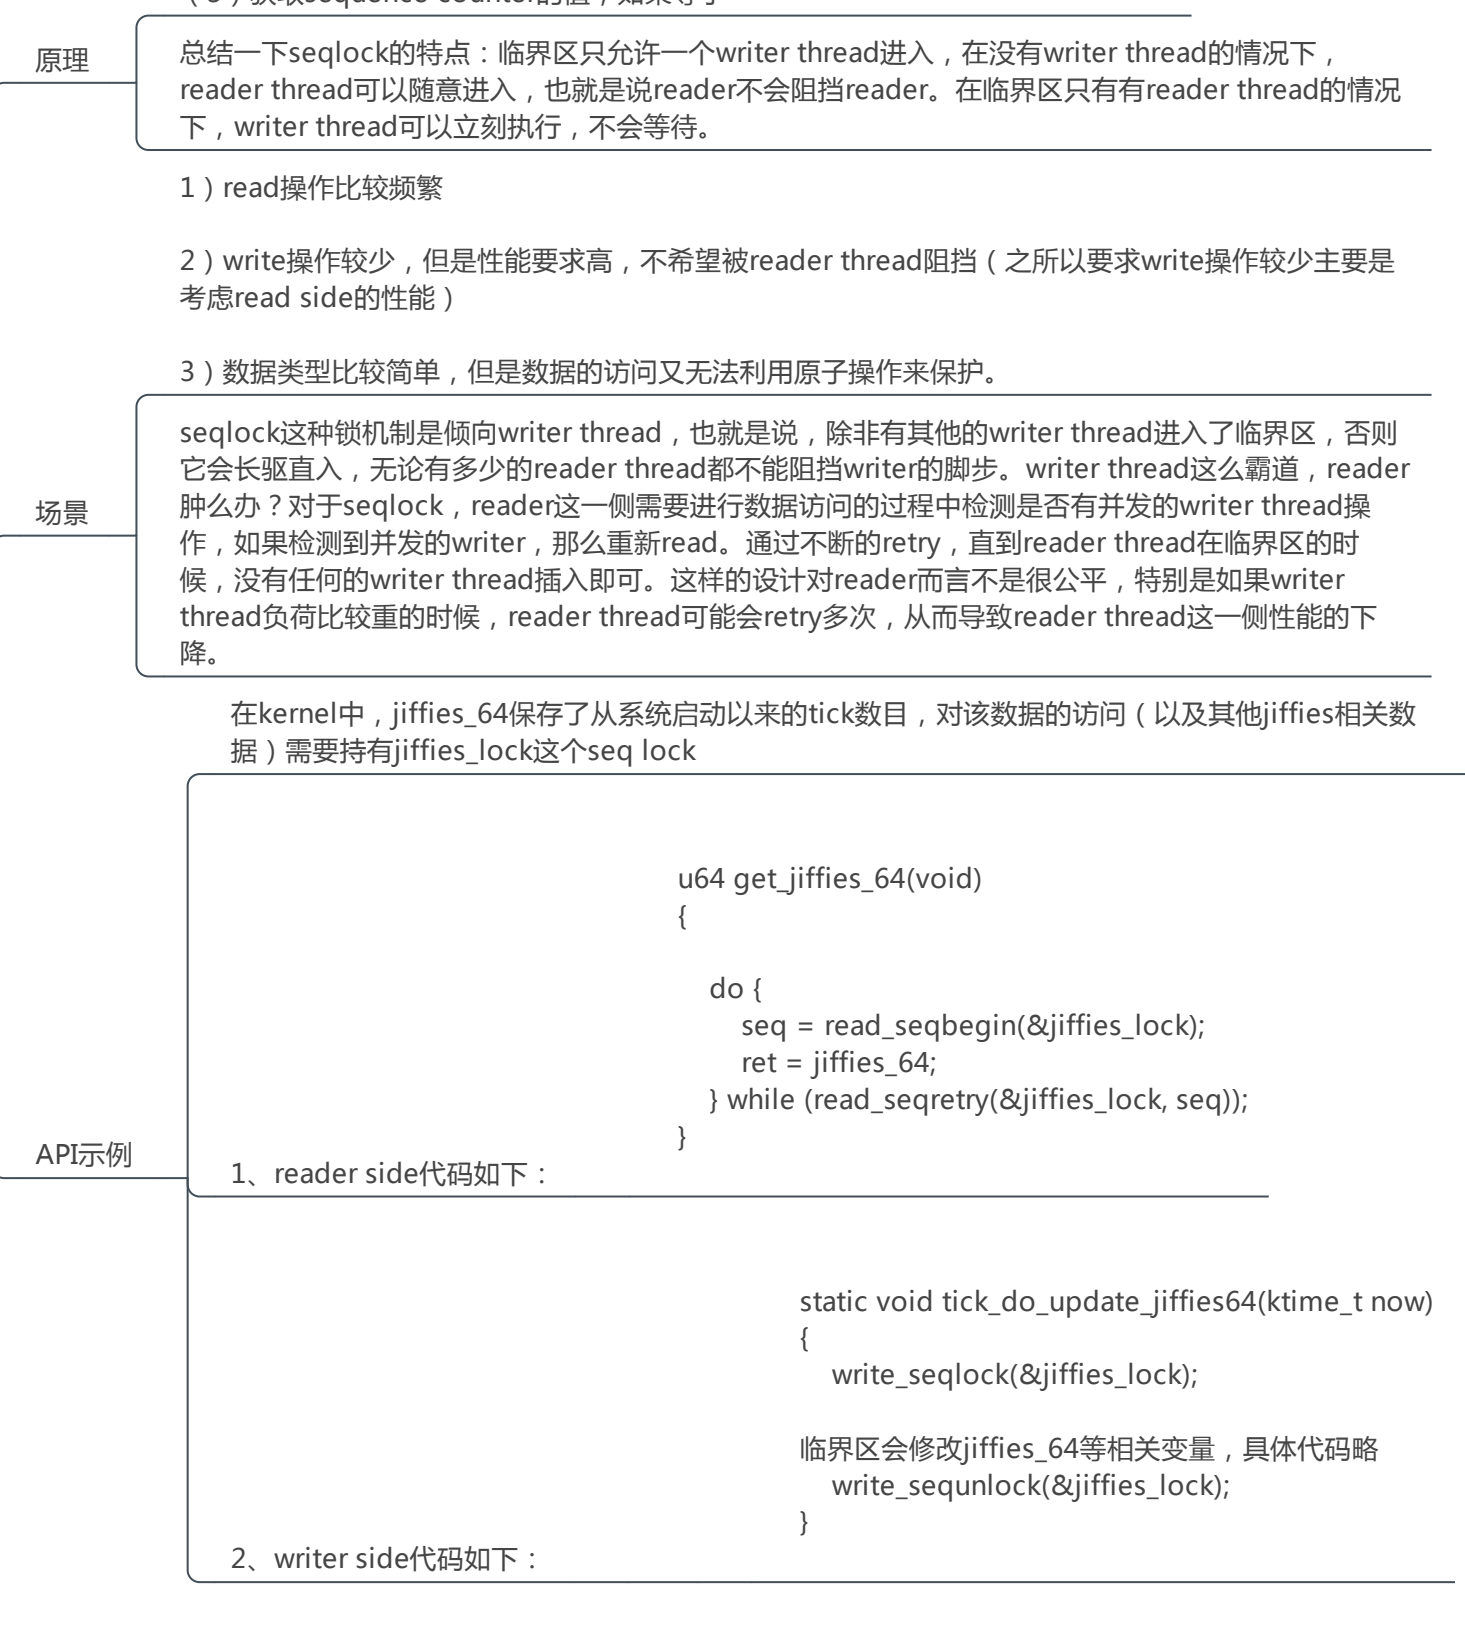 原理
总结一下seqlock的特点：临界区只允许一个writer thread进入，在没有writer thread的情况下，
reader thread可以随意进入，也就是说reader不会阻挡reader。在临界区只有有reader thread的情况
下，writer thread可以立刻执行，不会等待。
1）read操作比较频繁
2）write操作较少，但是性能要求高，不希望被reader thread阻挡（之所以要求write操作较少主要是
考虑read side的性能）
3）数据类型比较简单，但是数据的访问又无法利用原子操作来保护。
场景
seqlock这种锁机制是倾向writer thread，也就是说，除非有其他的writer thread进入了临界区，否则
它会长驱直入，无论有多少的reader thread都不能阻挡writer的脚步。writer thread这么霸道，reader
肿么办？对于seqlock，reader这一侧需要进行数据访问的过程中检测是否有并发的writer thread操
作，如果检测到并发的writer，那么重新read。通过不断的retry，直到reader thread在临界区的时
候，没有任何的writer thread插入即可。这样的设计对reader而言不是很公平，特别是如果writer
thread负荷比较重的时候，reader thread可能会retry多次，从而导致reader thread这一侧性能的下
降。
在kernel中，jiffies_64保存了从系统启动以来的tick数目，对该数据的访问（以及其他jiffies相关数
据）需要持有jiffies_lock这个seq lock
API示例
u64 get_jiffies_64(void)
{
do {
seq = read_seqbegin(&jiffies_lock);
ret = jiffies_64;
} while (read_seqretry(&jiffies_lock, seq));
}
1、reader side代码如下：
static void tick_do_update_jiffies64(ktime_t now)
{
write_seqlock(&jiffies_lock);
临界区会修改jiffies_64等相关变量，具体代码略
write_sequnlock(&jiffies_lock);
}
2、writer side代码如下：